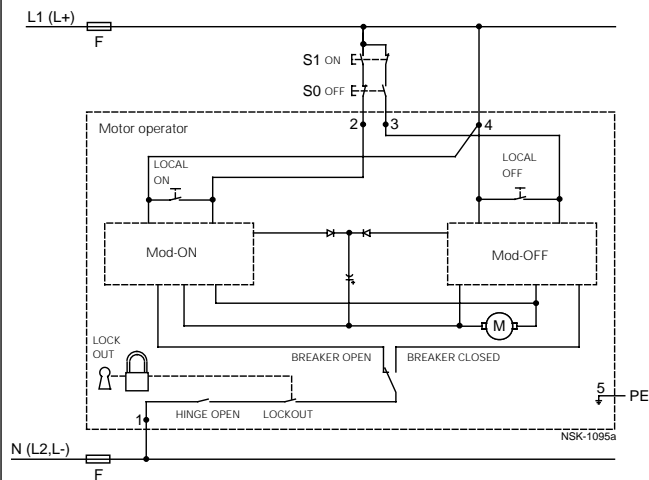 L1 (L+)
F
S1 ON
S0 OFF
2 3 4
Motor operator
LOCAL
ON
LOCAL
OFF
Mod-ON
Mod-OFF
M
LOCK
OUT
BREAKER OPEN
BREAKER CLOSED
HINGE OPEN
LOCKOUT
5
PE
1
NSK-1095a
N (L2,L-)
F